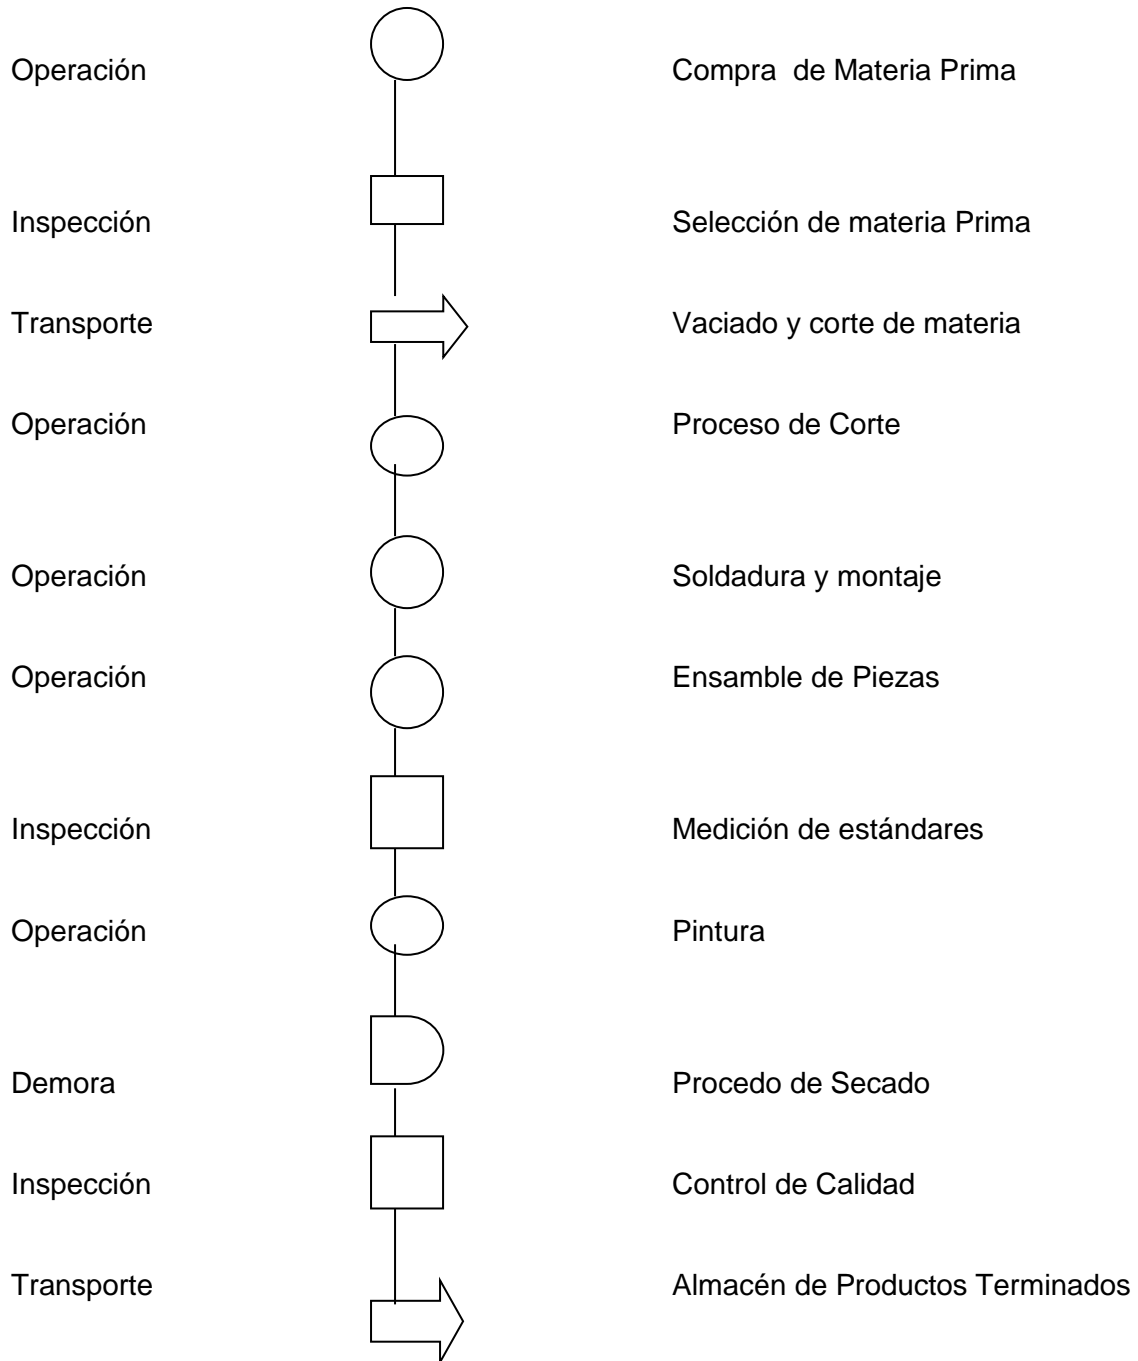 Operación Compra  de Materia Prima
Inspección Selección de materia Prima
Transporte Vaciado y corte de materia
Operación Proceso de Corte
Operación Soldadura y montaje
Operación Ensamble de Piezas
Inspección Medición de estándares
Operación Pintura
Demora Procedo de Secado
Inspección Control de Calidad
Transporte Almacén de Productos Terminados